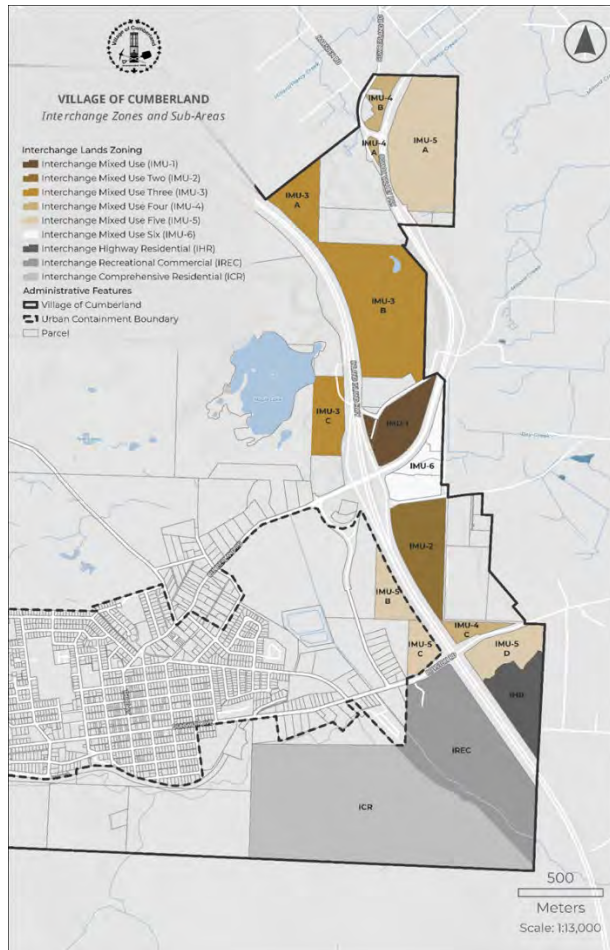 Village of Cumberland
VILLAGE OF CUMBERLAND
Interchange Zones and Sub-Areas
Interchange Lands Zoning
Interchange Mixed Use (IMU-1)
Interchange Mixed Use Two (IMU-2)
Interchange Mixed Use Three (IMU-3)
Interchange Mixed Use Four (IMU-4)
Interchange Mixed Use Five (IMU-5)
Interchange Mixed Use Six (IMU-6)
Interchange Highway Residential (IHR)
Interchange Recreational Commercial (IREC)
Interchange Comprehensive Residential (ICR)
Administrative Features
Village of Cumberland
Urban Containment Boundary
Parcel
IMU-4
B
IMU-4
A
IMU-5
A
IMU-3
A
IMU-3
B
IMU-3
C
IMU-1
IMU-6
IMU-2
IMU-5
B
IMU-4
C
IMU-5
C
IMU-5
D
IHR
IREC
ICR
500
Meters
Scale: 1:13,000